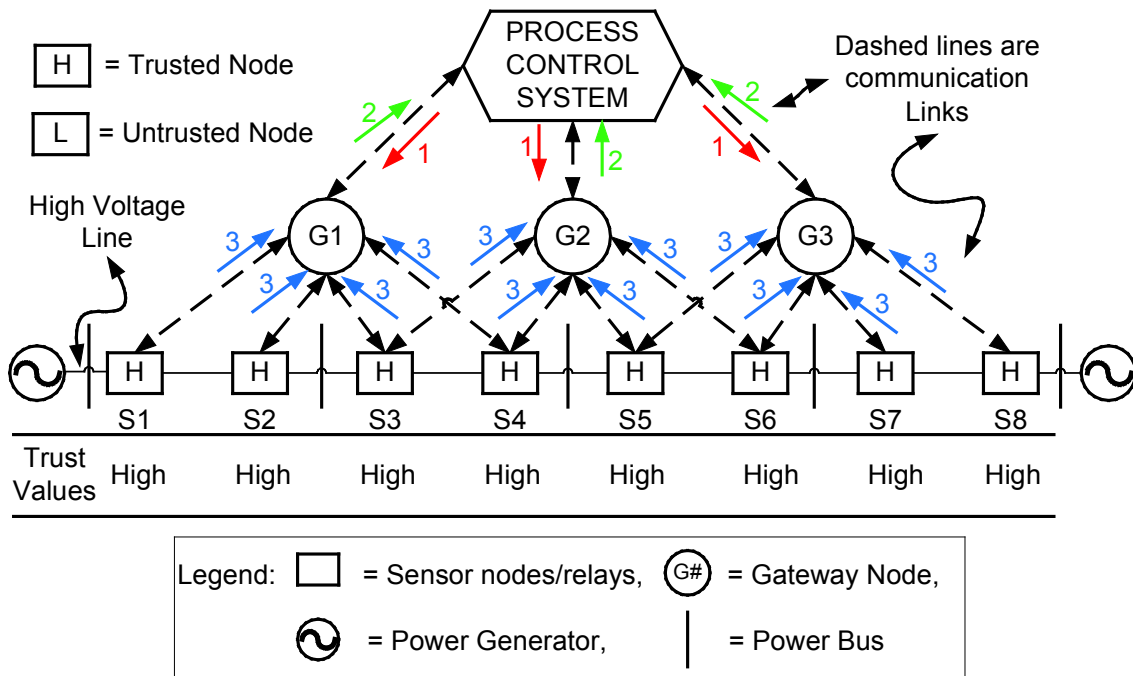 PROCESS
CONTROL
SYSTEM
H = Trusted Node
L = Untrusted Node
Dashed lines are
communication
Links
2 1 1 2 2 1
High Voltage
Line
G1 G2 G3
3 3 3 3 3 3
3 3 3 3 3 3
H H H H H H H H
S1 S2 S3 S4 S5 S6 S7 S8
Trust
Values
High High High High High High High High
Legend: = Sensor nodes/relays, G# = Gateway Node,
= Power Generator, = Power Bus